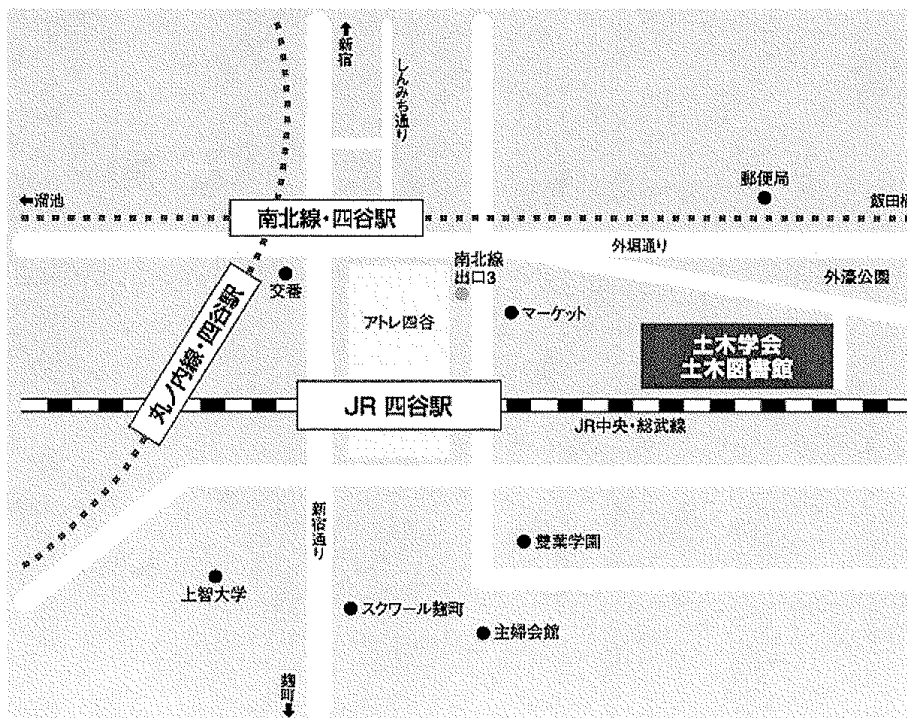 ↑新宿
しんみち通り
←溜池
郵便局
飯田橋
南北線・四谷駅
外堀通り
交番
南北線
出口3
外濠公園
アトレ四谷
マーケット
丸ノ内線・四谷駅
土木学会
土木図書館
JR 四谷駅
JR中央・総武線
新宿通り
雙葉学園
上智大学
スクワール麹町
主婦会館
麹町↓